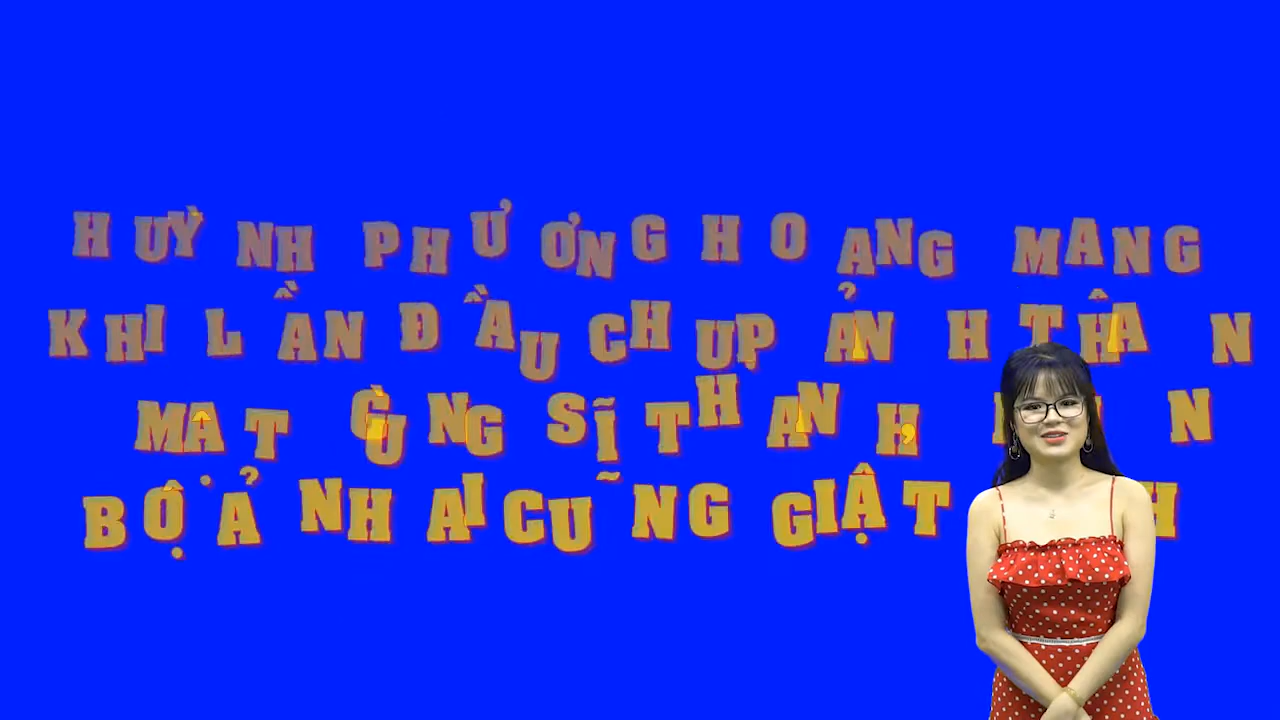 HUỲNH PHƯƠNG HOANG MANG
KHI LẦN ĐẦU CHỤP ẢNH THÂN
MẬT CÙNG SĨ THANH,
BỘ ẢNH AI CŨNG GIẬT